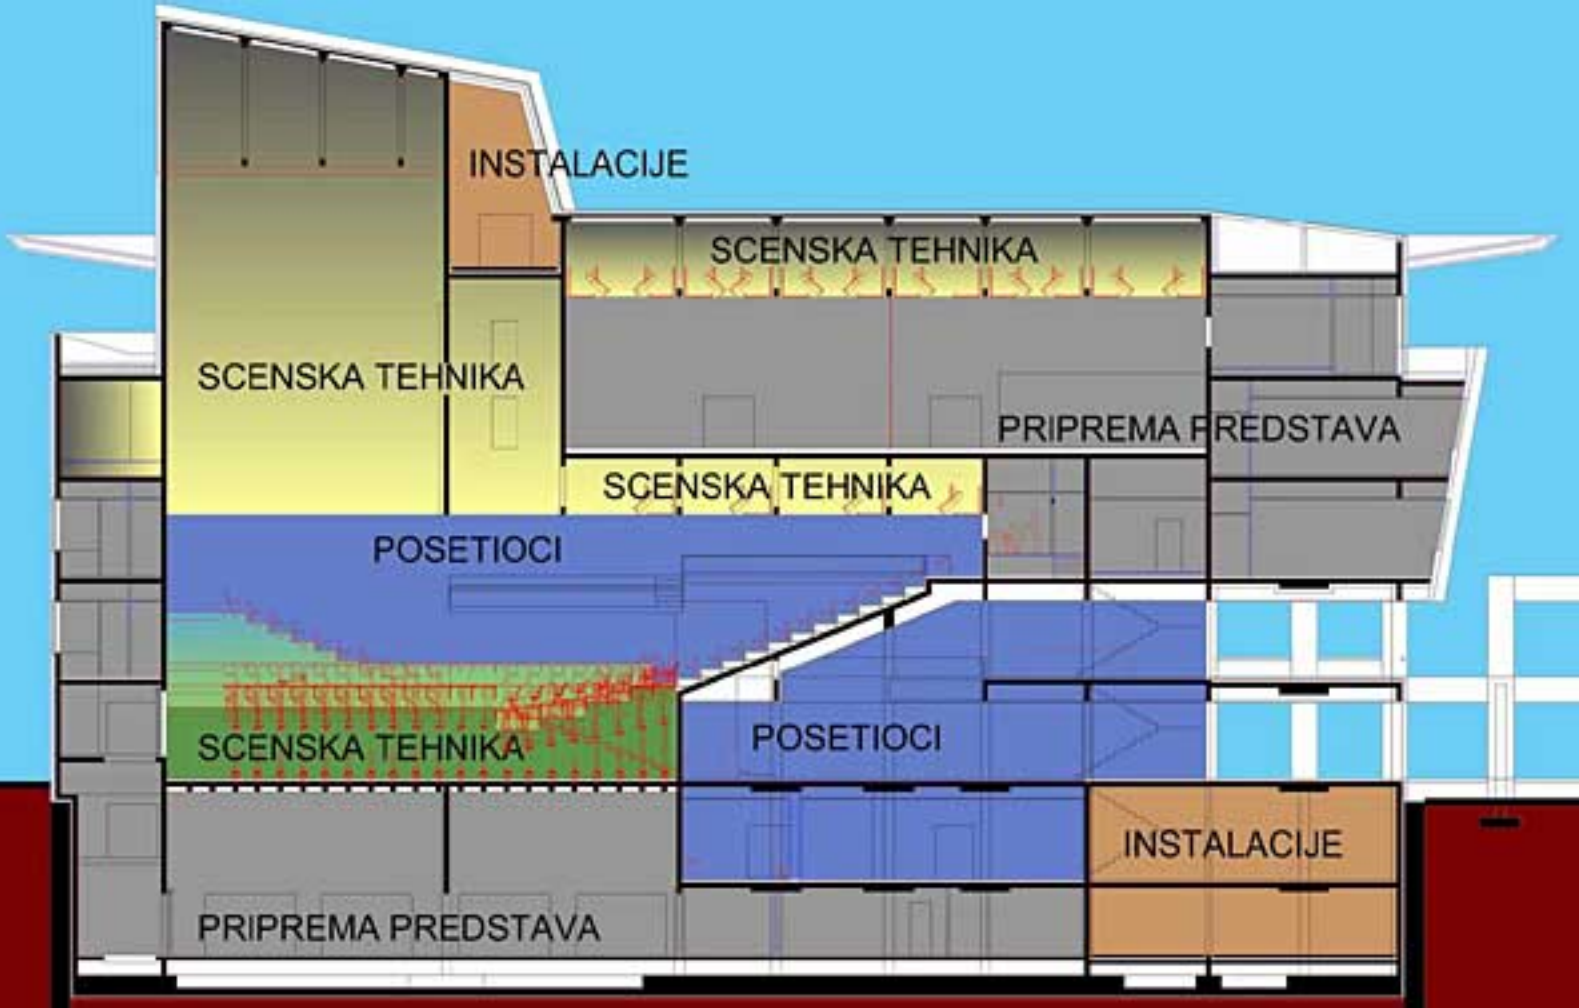 INSTALACIJE
SCENSKA TEHNIKA
SCENSKA TEHNIKA
PRIPREMA PREDSTAVA
SCENSKA TEHNIKA
POSETIOCI
POSETIOCI
SCENSKA TEHNIKA
INSTALACIJE
PRIPREMA PREDSTAVA